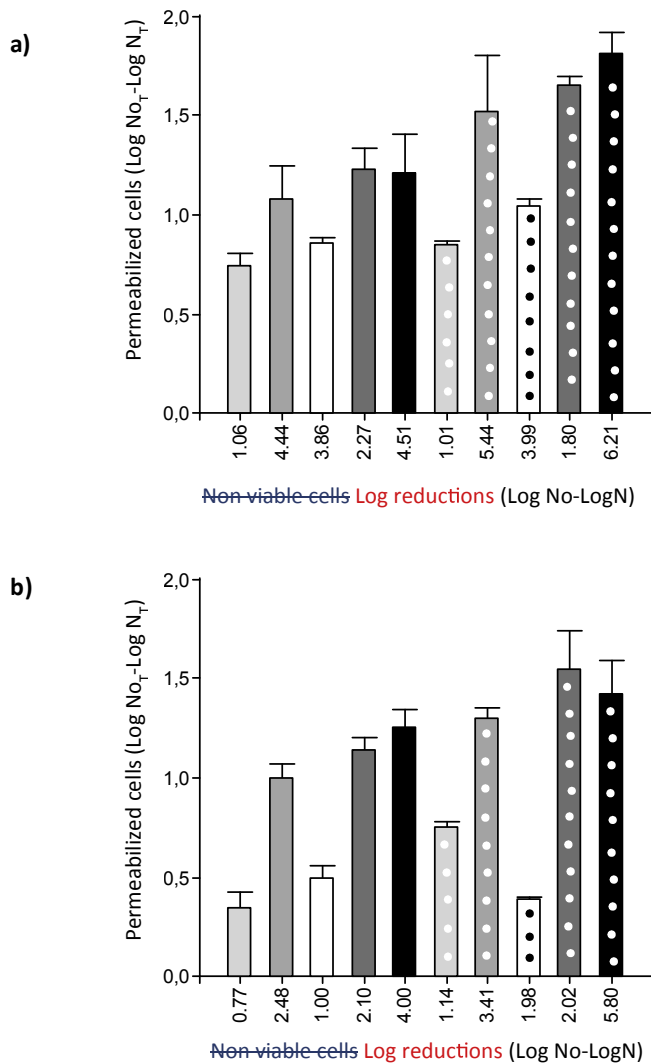 a)
Permeabilized cells (Log No_T-Log N_T)
2,0
1,5
1,0
0,5
0,0
1.06 4.44 3.86 2.27 4.51 1.01 5.44 3.99 1.80 6.21
Non viable cells Log reductions (Log No-LogN)
b)
Permeabilized cells (Log No_T-Log N_T)
2,0
1,5
1,0
0,5
0,0
0.77 2.48 1.00 2.10 4.00 1.14 3.41 1.98 2.02 5.80
Non viable cells Log reductions (Log No-LogN)